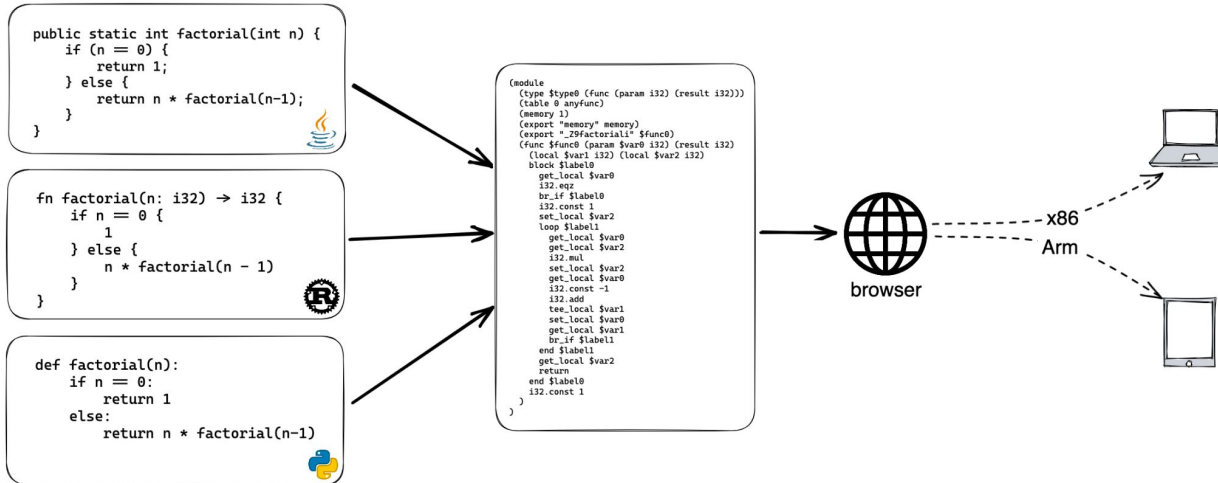 public static int factorial(int n) {
    if (n == 0) {
        return 1;
    } else {
        return n * factorial(n-1);
    }
}
fn factorial(n: i32) -> i32 {
    if n == 0 {
        1
    } else {
        n * factorial(n - 1)
    }
}
R
def factorial(n):
    if n == 0:
        return 1
    else:
        return n * factorial(n-1)
(module
  (type $type0 (func (param i32) (result i32)))
  (table 0 anyfunc)
  (memory 1)
  (export "memory" memory)
  (export "_Z9factoriali" $func0)
  (func $func0 (param $var0 i32) (result i32)
    (local $var1 i32) (local $var2 i32)
    block $label0
      get_local $var0
      i32.eqz
      br_if $label0
      i32.const 1
      set_local $var2
      loop $label1
        get_local $var0
        get_local $var2
        i32.mul
        set_local $var2
        get_local $var0
        i32.const -1
        i32.add
        tee_local $var1
        set_local $var0
        get_local $var1
        br_if $label1
      end $label1
      get_local $var2
      return
    end $label0
    i32.const 1
  )
)
browser
x86
Arm